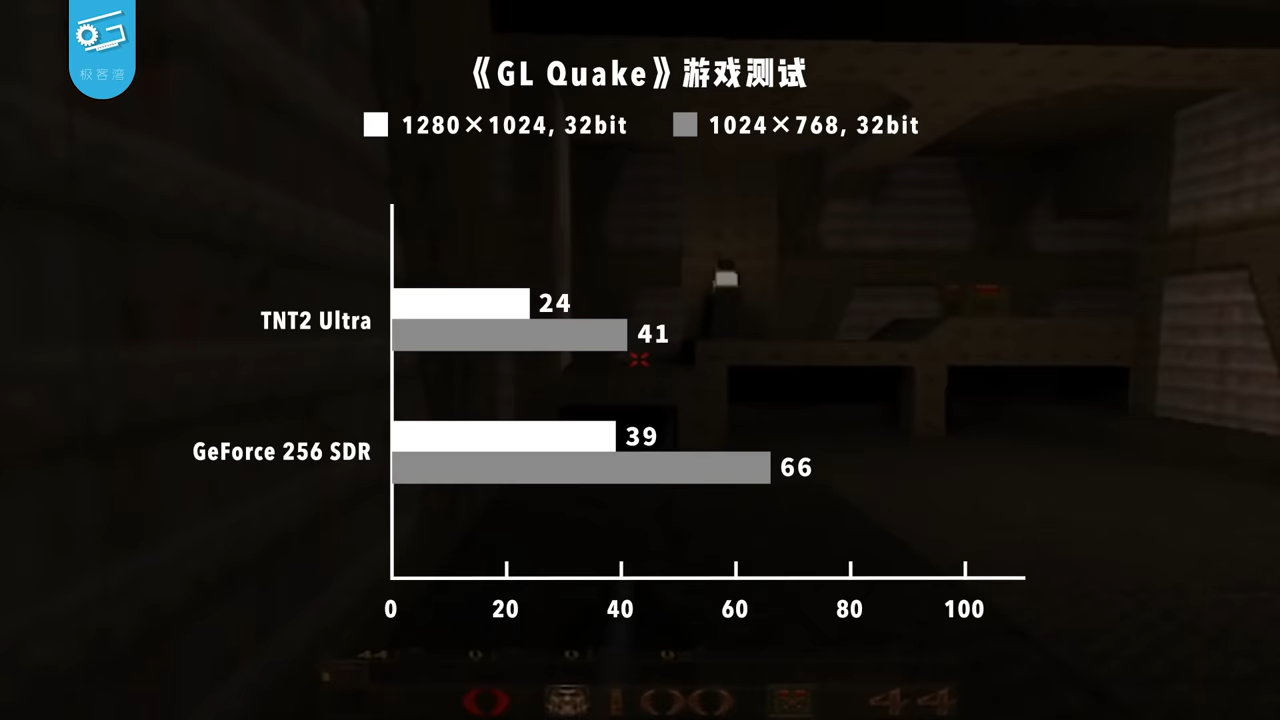 极客湾
《GL Quake》游戏测试
1280×1024, 32bit
1024×768, 32bit
TNT2 Ultra
24
41
GeForce 256 SDR
39
66
0
20
40
60
80
100
44